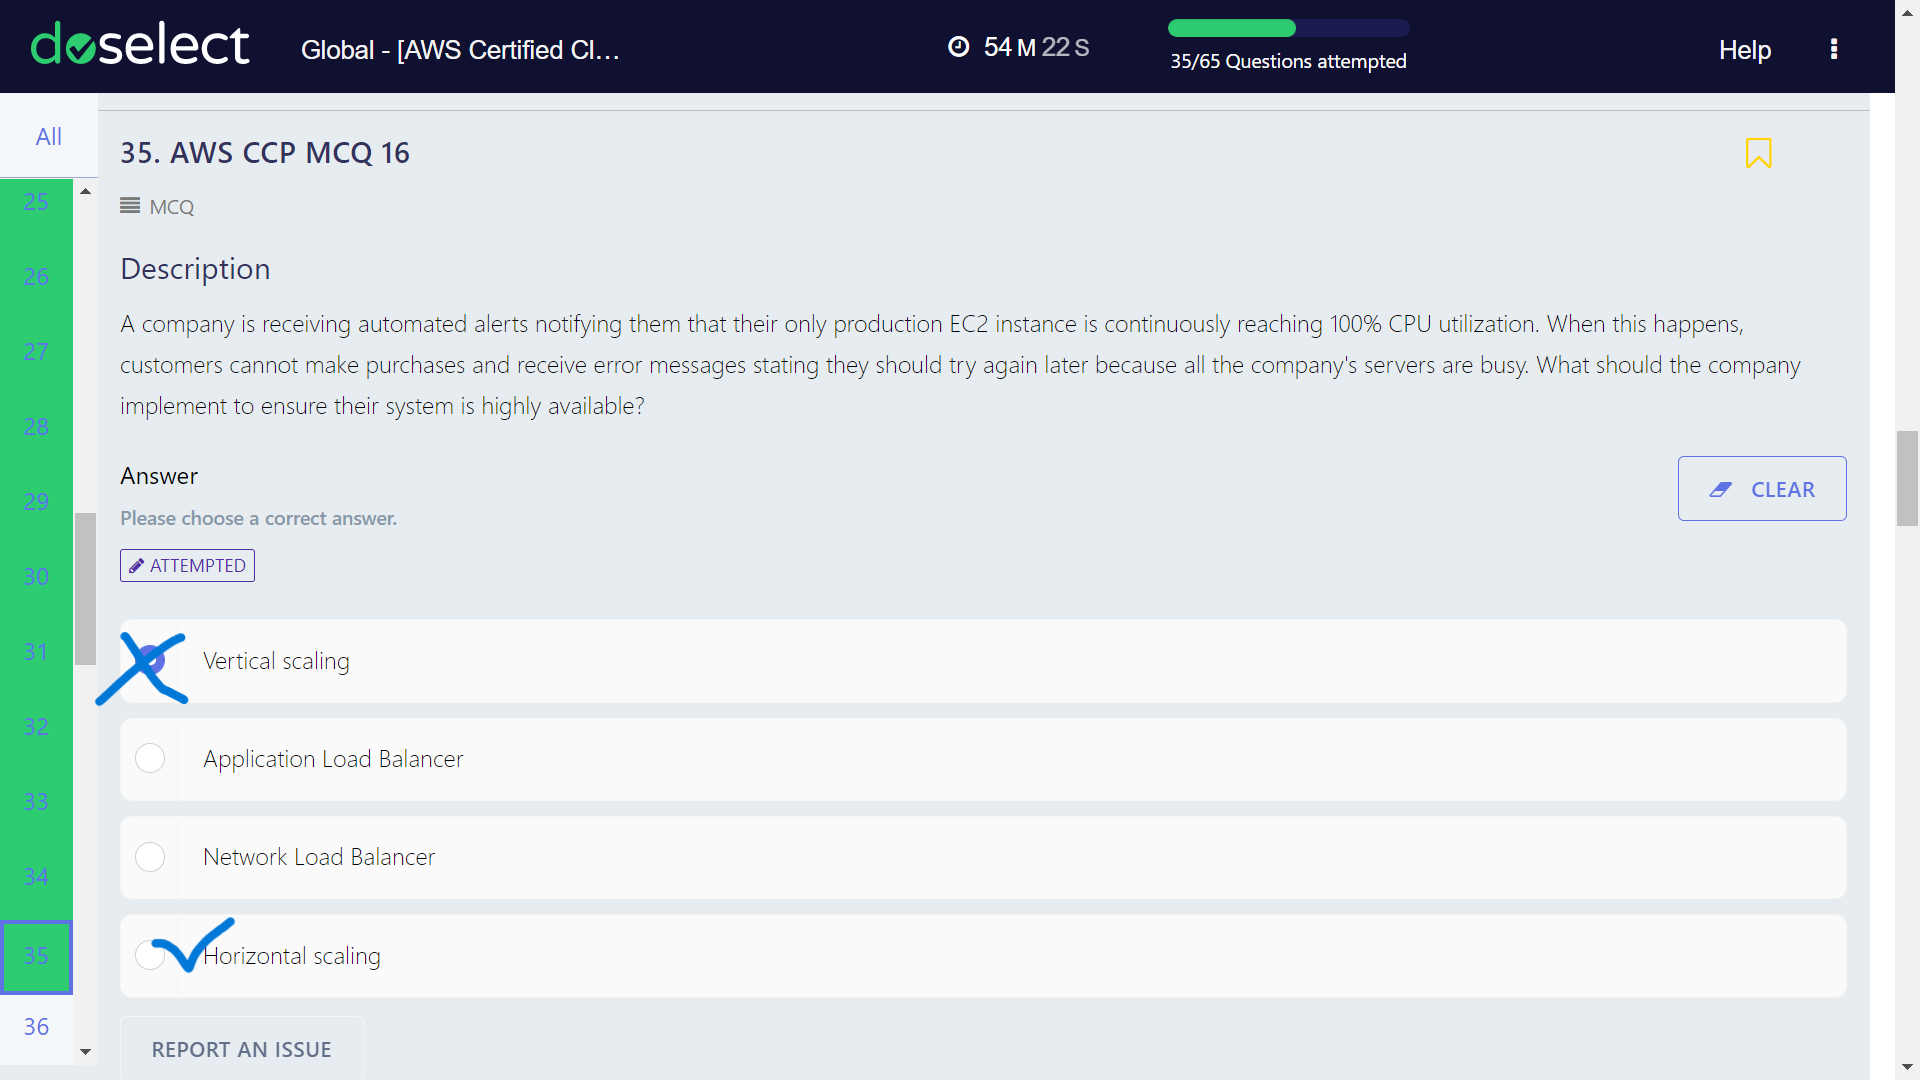 doselect
Global - [AWS Certified Cl...
54 M 22 S
35/65 Questions attempted
Help
All
25
26
27
28
29
30
31
32
33
34
35
36
35. AWS CCP MCQ 16
MCQ
Description
A company is receiving automated alerts notifying them that their only production EC2 instance is continuously reaching 100% CPU utilization. When this happens,
customers cannot make purchases and receive error messages stating they should try again later because all the company's servers are busy. What should the company
implement to ensure their system is highly available?
Answer
Please choose a correct answer.
CLEAR
ATTEMPTED
Vertical scaling
Application Load Balancer
Network Load Balancer
Horizontal scaling
REPORT AN ISSUE